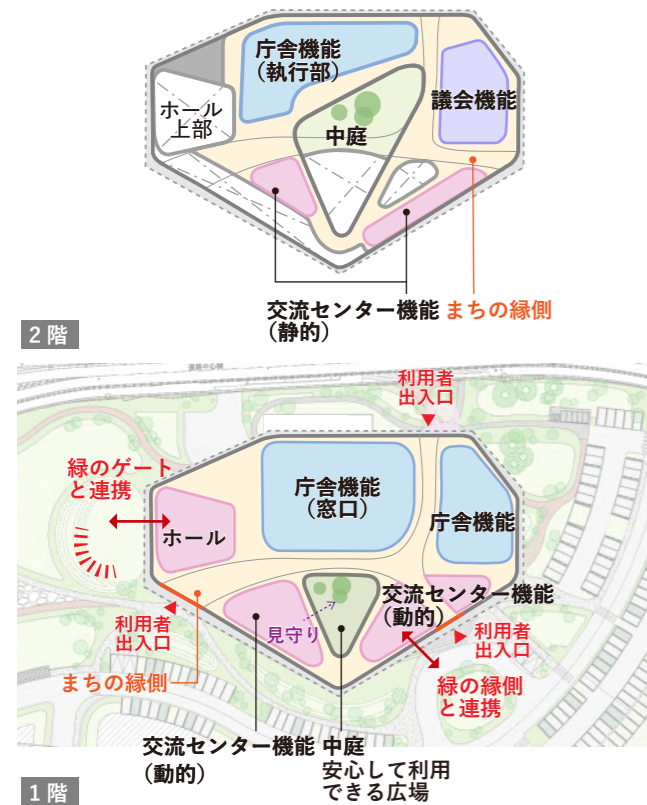 庁舎機能
（執行部）
ホール
上部
中庭
議会機能
交流センター機能
（静的）
まちの縁側
2階
道路中心線
利用者
出入口
緑のゲート
と連携
庁舎機能
（窓口）
庁舎機能
ホール
交流センター機能
（動的）
見守り
利用者
出入口
利用者
出入口
まちの縁側
緑の縁側
と連携
交流センター機能
（動的）
中庭
安心して利用
できる広場
1階